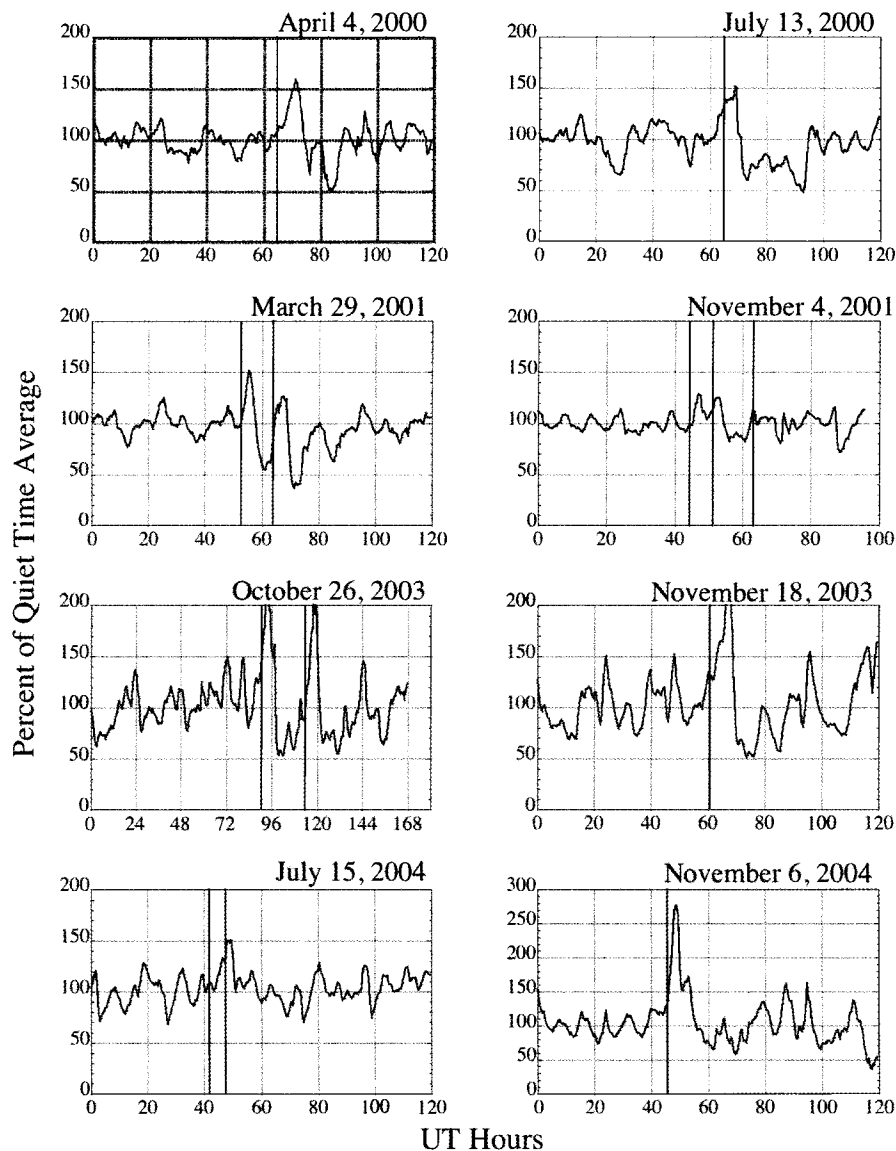 April 4, 2000
200
150
100
50
0
0 20 40 60 80 100 120
July 13, 2000
200
150
100
50
0
0 20 40 60 80 100 120
March 29, 2001
200
150
100
50
0
0 20 40 60 80 100 120
November 4, 2001
200
150
100
50
0
0 20 40 60 80 100
Percent of Quiet Time Average
October 26, 2003
200
150
100
50
0
0 24 48 72 96 120 144 168
November 18, 2003
200
150
100
50
0
0 20 40 60 80 100 120
July 15, 2004
200
150
100
50
0
0 20 40 60 80 100 120
November 6, 2004
300
250
200
150
100
50
0
0 20 40 60 80 100 120
UT Hours